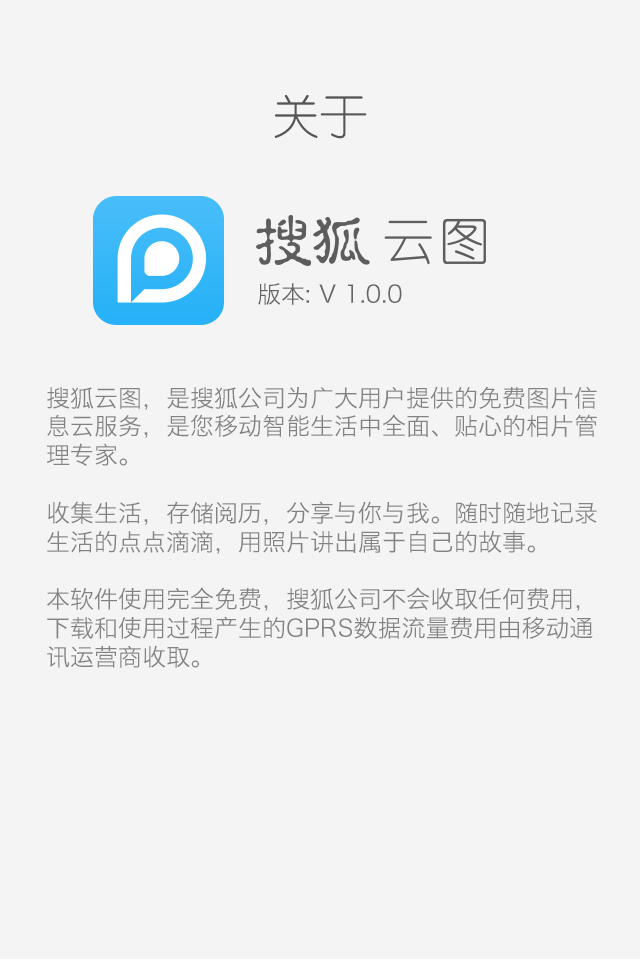 关于
搜狐 云图
版本: V 1.0.0
搜狐云图，是搜狐公司为广大用户提供的免费图片信
息云服务，是您移动智能生活中全面、贴心的相片管
理专家。
收集生活，存储阅历，分享与你与我。随时随地记录
生活的点点滴滴，用照片讲出属于自己的故事。
本软件使用完全免费，搜狐公司不会收取任何费用，
下载和使用过程产生的GPRS数据流量费用由移动通
讯运营商收取。